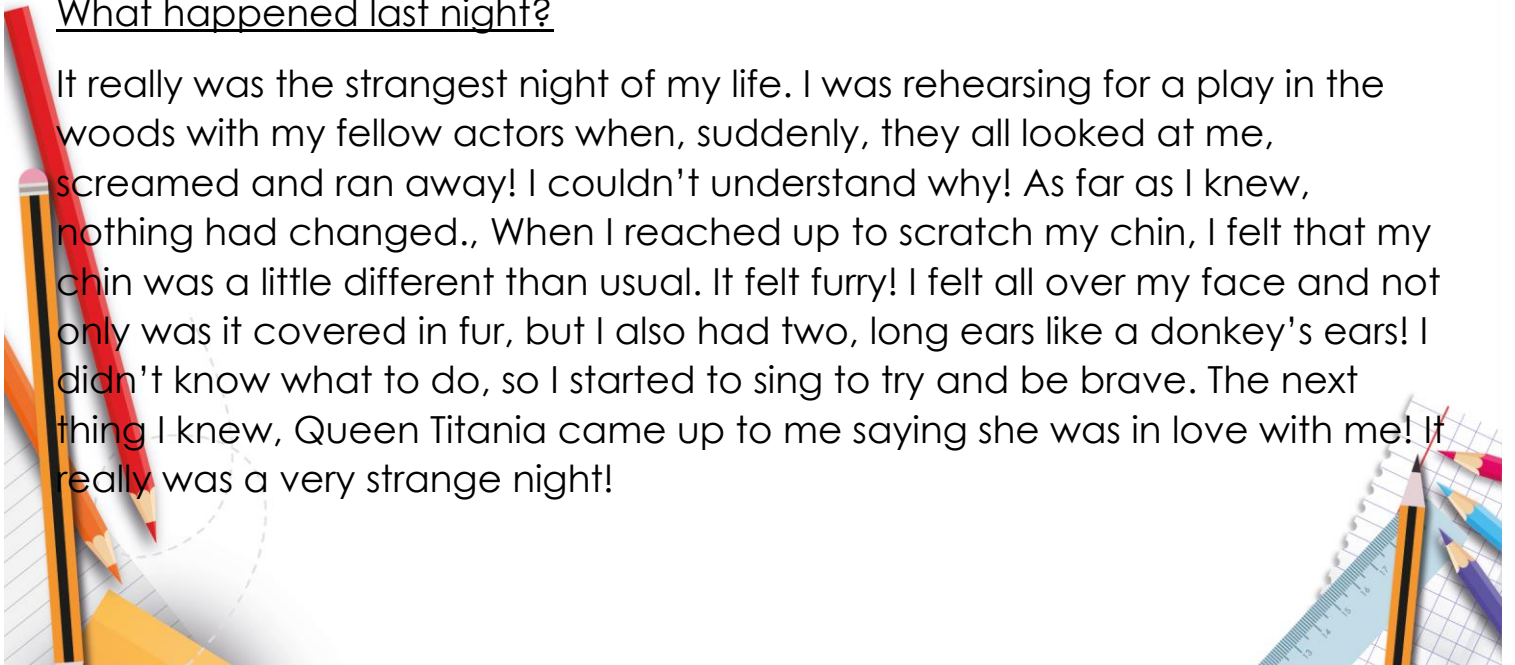 What happened last night?
It really was the strangest night of my life. I was rehearsing for a play in the
woods with my fellow actors when, suddenly, they all looked at me,
screamed and ran away! I couldn’t understand why! As far as I knew,
nothing had changed., When I reached up to scratch my chin, I felt that my
chin was a little different than usual. It felt furry! I felt all over my face and not
only was it covered in fur, but I also had two, long ears like a donkey’s ears! I
didn’t know what to do, so I started to sing to try and be brave. The next
thing I knew, Queen Titania came up to me saying she was in love with me! It
really was a very strange night!
17
16
15
14
13